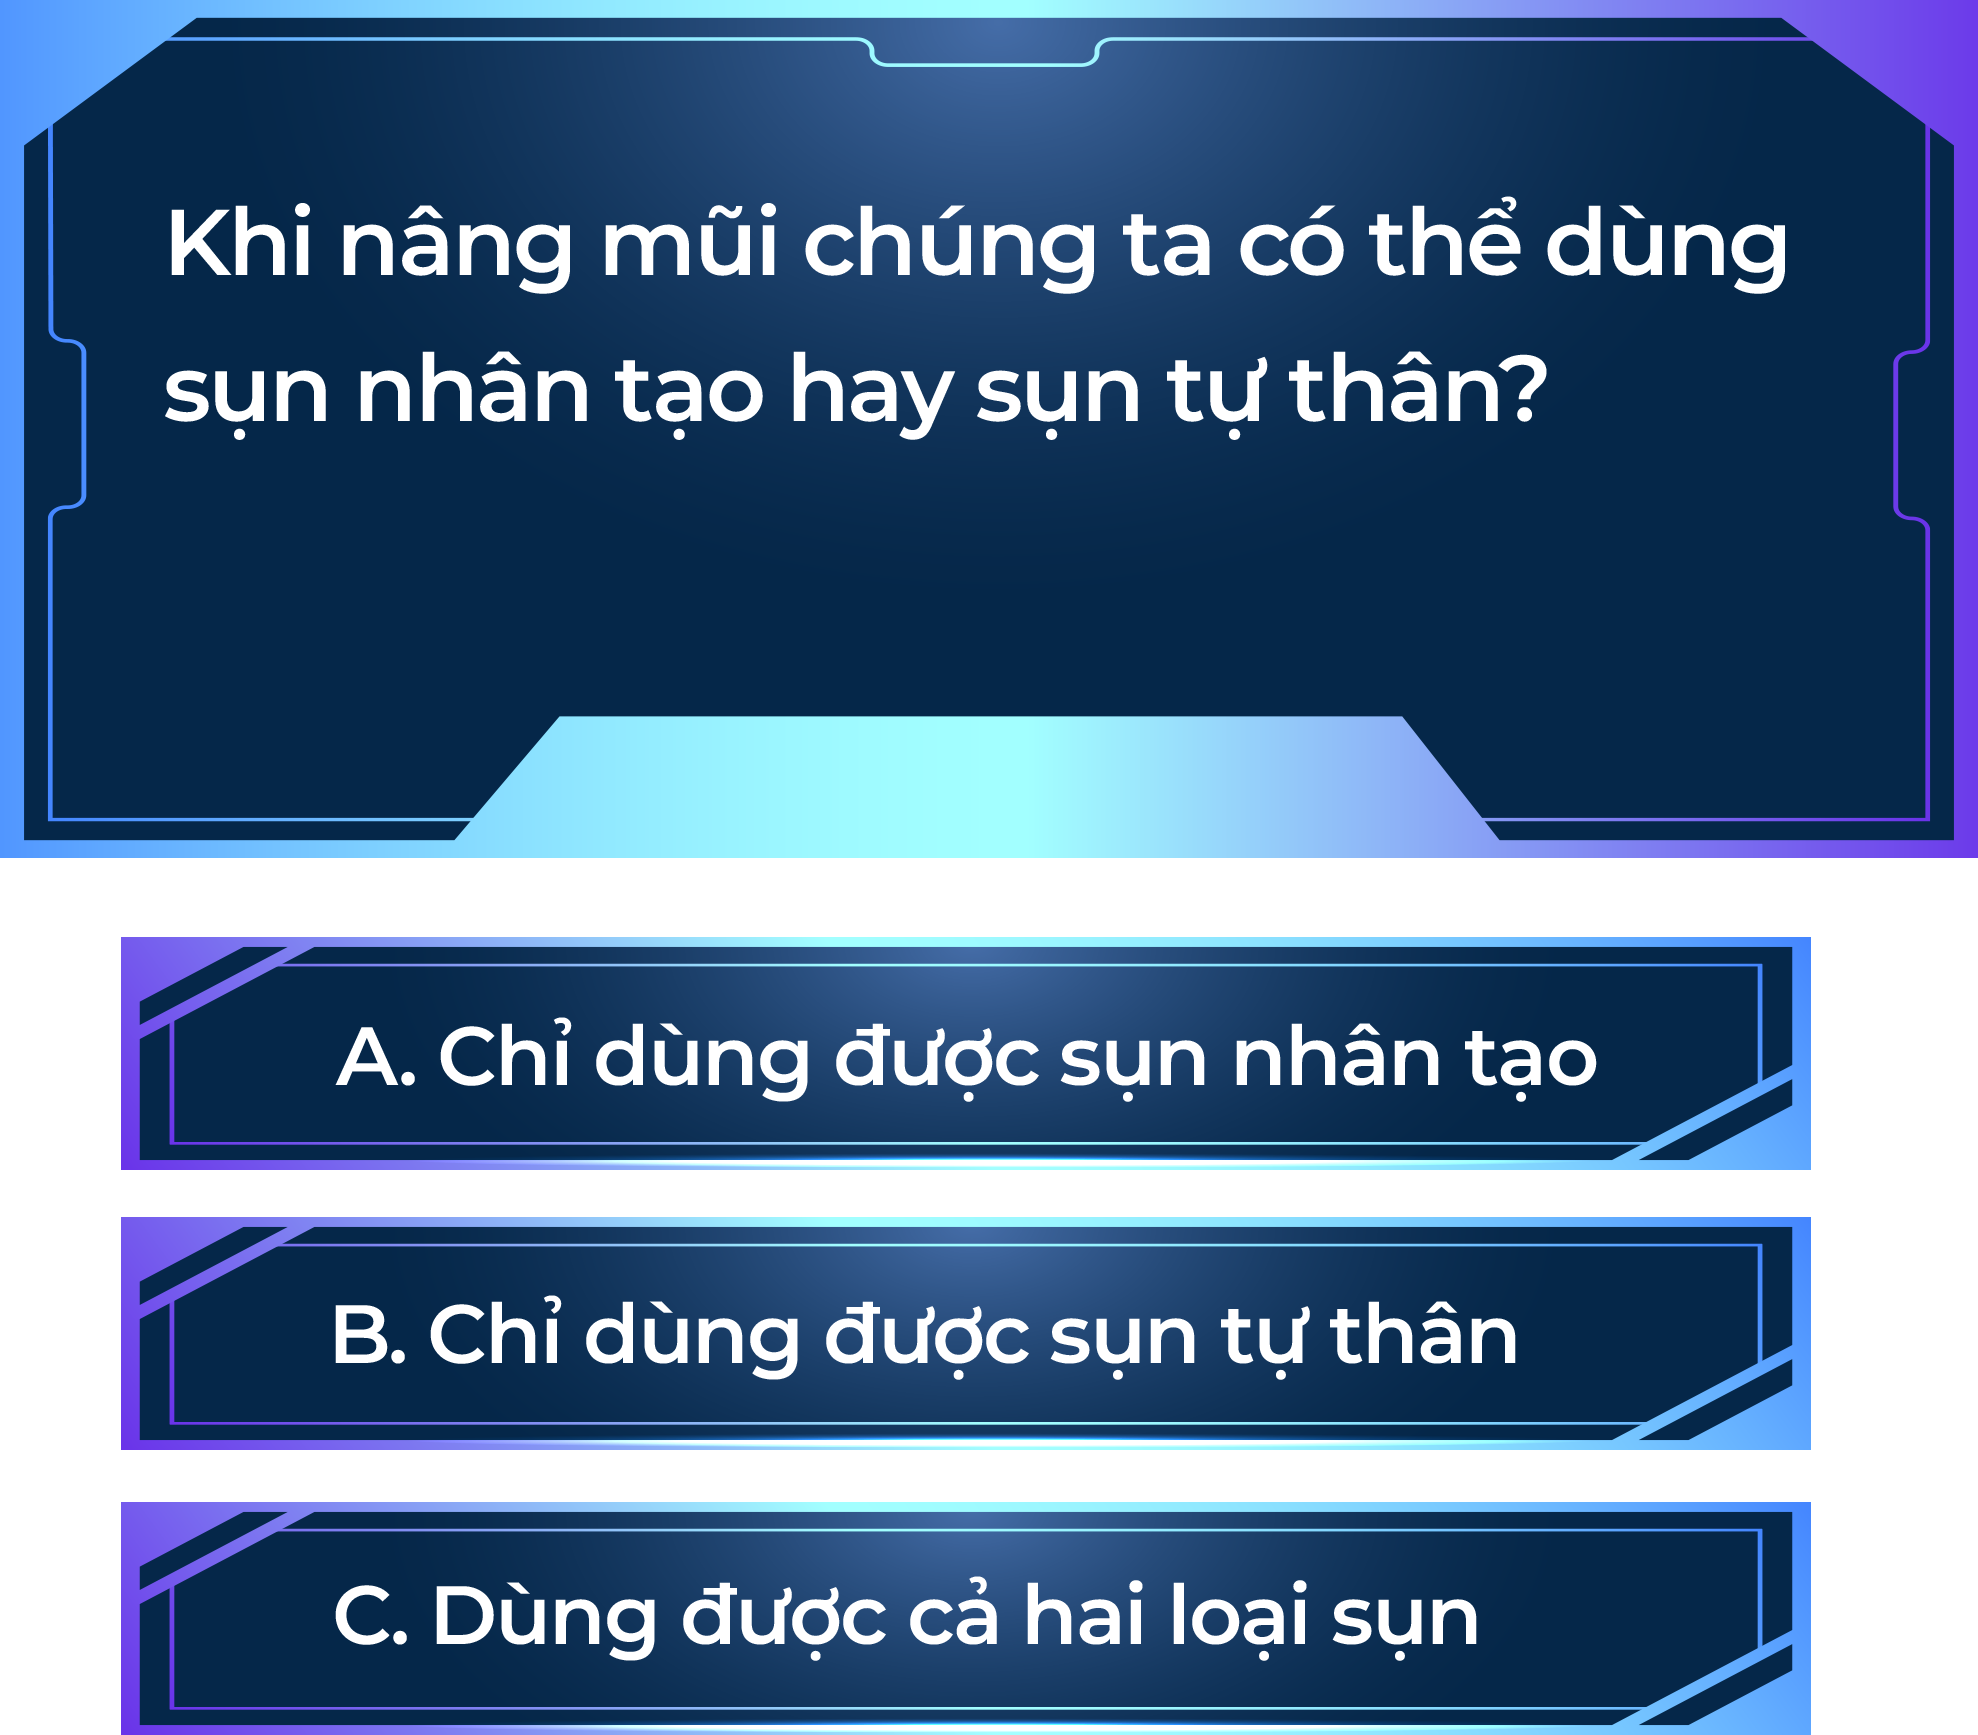 Khi nâng mũi chúng ta có thể dùng
sụn nhân tạo hay sụn tự thân?
A. Chỉ dùng được sụn nhân tạo
B. Chỉ dùng được sụn tự thân
C. Dùng được cả hai loại sụn